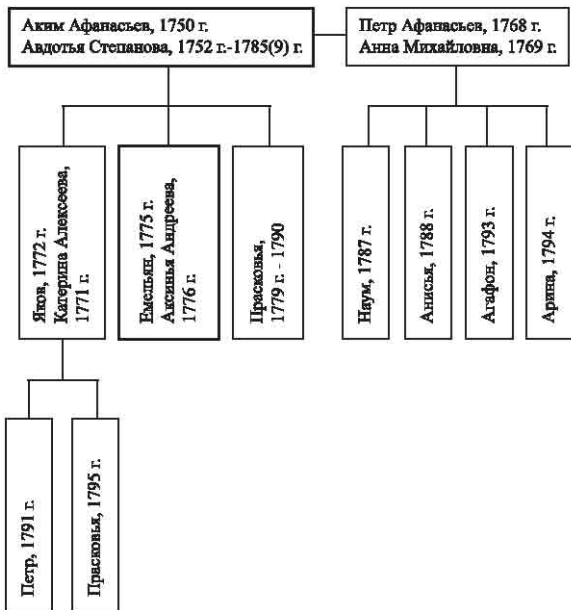 Аким Афанасьев, 1750 г.
Авдотья Степанова, 1752 г.-1785(9) г.
Петр Афанасьев, 1768 г.
Анна Михайловна, 1769 г.
Яков, 1772 г.
Катерина Алексеева,
1771 г.
Емельян, 1775 г.
Аксинья Андреева,
1776 г.
Прасковья,
1779 г. - 1790
Наум, 1787 г.
Анисья, 1788 г.
Агафон, 1793 г.
Арина, 1794 г.
Петр, 1791 г.
Прасковья, 1795 г.